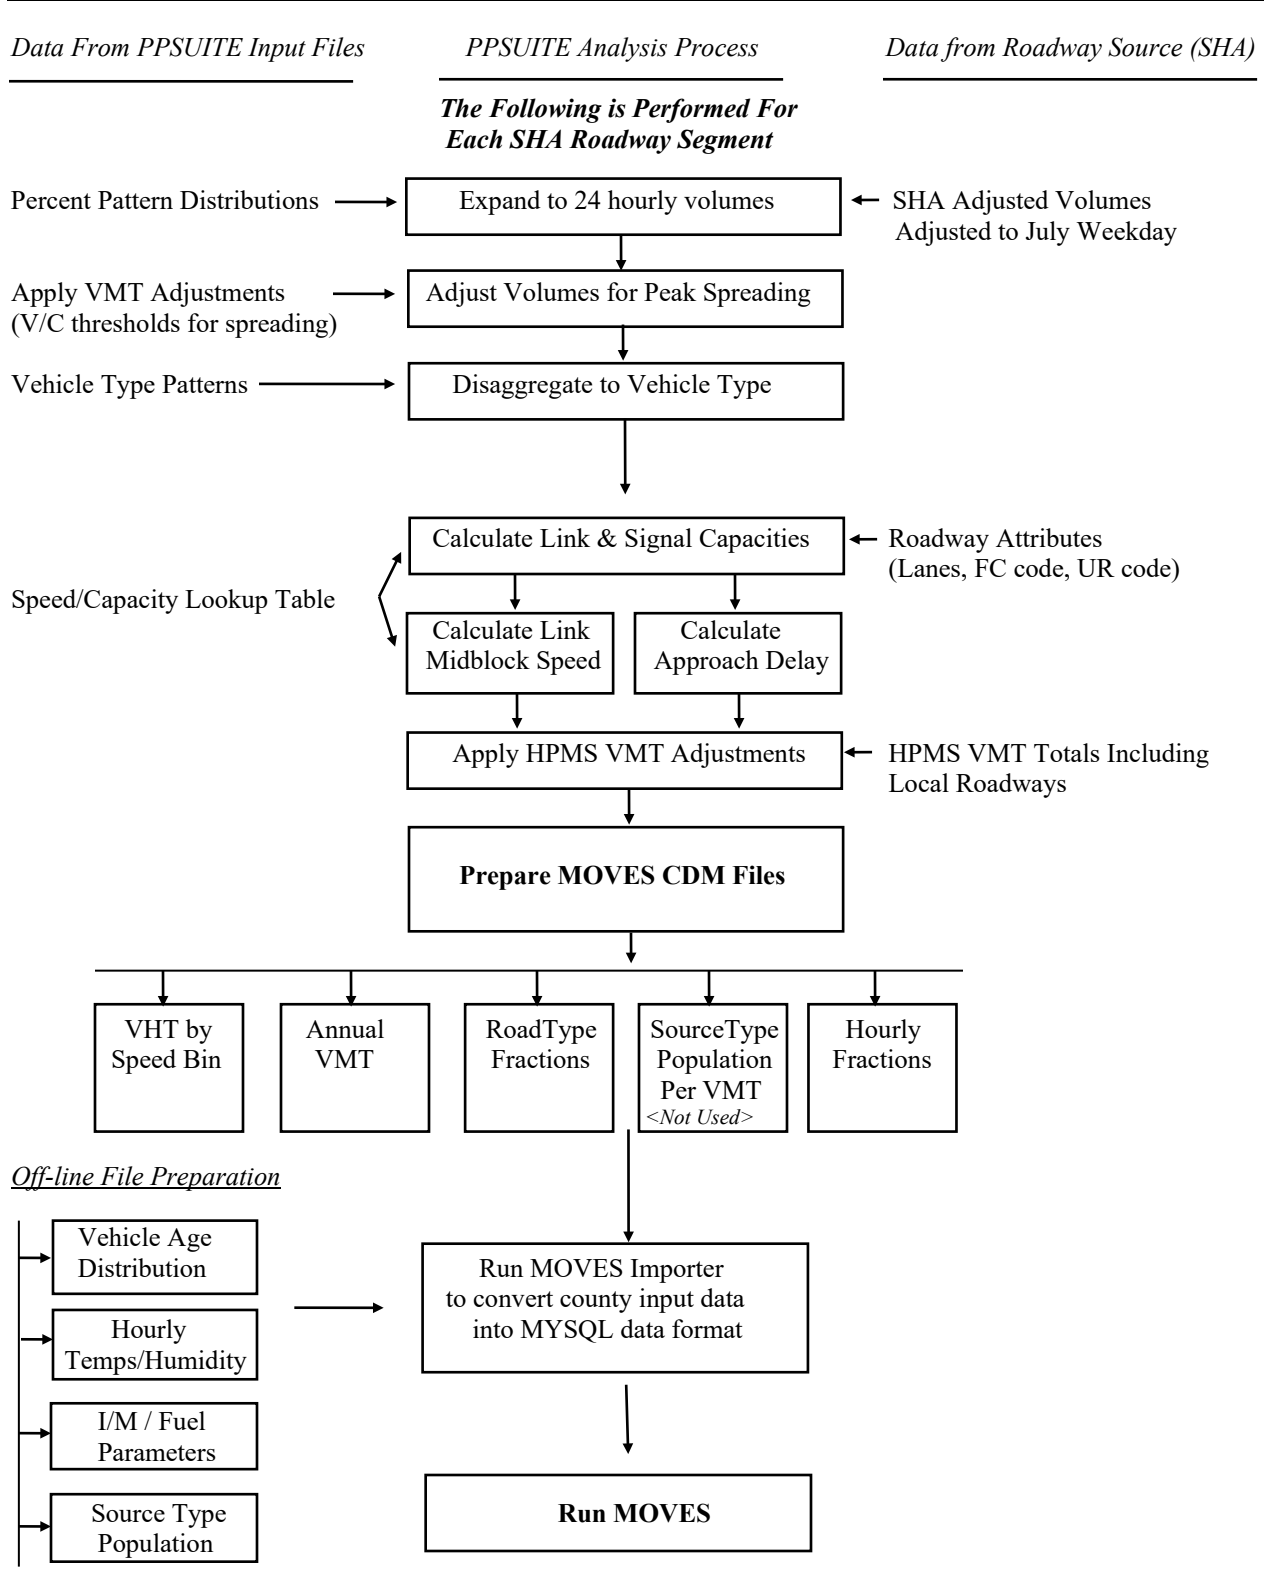 Data From PPSUITE Input Files
PPSUITE Analysis Process
Data from Roadway Source (SHA)
The Following is Performed For
Each SHA Roadway Segment
Percent Pattern Distributions
Expand to 24 hourly volumes
SHA Adjusted Volumes
Adjusted to July Weekday
Apply VMT Adjustments
(V/C thresholds for spreading)
Adjust Volumes for Peak Spreading
Vehicle Type Patterns
Disaggregate to Vehicle Type
Calculate Link & Signal Capacities
Roadway Attributes
(Lanes, FC code, UR code)
Speed/Capacity Lookup Table
Calculate Link
Midblock Speed
Calculate
Approach Delay
Apply HPMS VMT Adjustments
HPMS VMT Totals Including
Local Roadways
Prepare MOVES CDM Files
VHT by
Speed Bin
Annual
VMT
RoadType
Fractions
SourceType
Population
Per VMT
<Not Used>
Hourly
Fractions
Off-line File Preparation
Vehicle Age
Distribution
Hourly
Temps/Humidity
I/M / Fuel
Parameters
Source Type
Population
Run MOVES Importer
to convert county input data
into MYSQL data format
Run MOVES